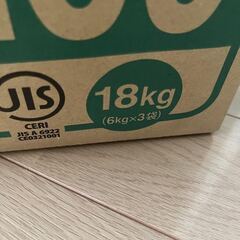 JIS
CERI
JIS A 6922
CE0321001
18kg
(6kg×3袋)